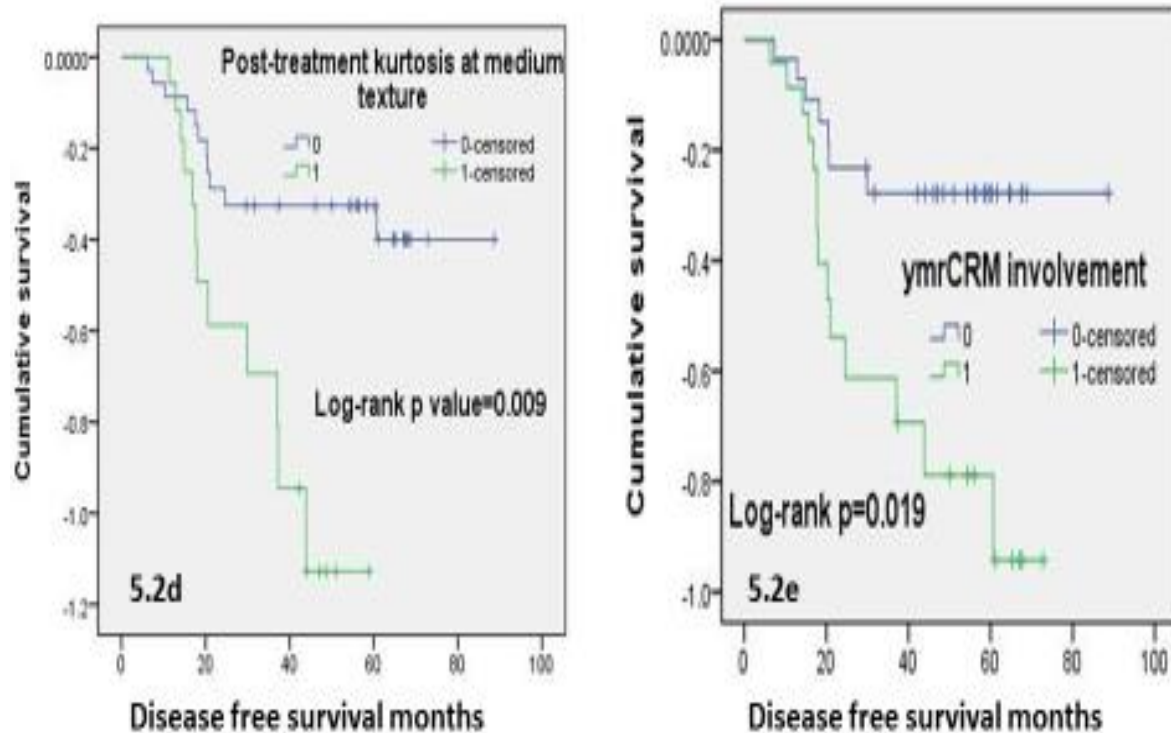 Cumulative survival
0.0000
-0.2
-0.4
-0.6
-0.8
-1.0
-1.2
Post-treatment kurtosis at medium
texture
0
0-censored
1
1-censored
Log-rank p value=0.009
5.2d
0
20
40
60
80
100
Disease free survival months
Cumulative survival
0.0000
-0.2
-0.4
-0.6
-0.8
-1.0
ymrCRM involvement
0
0-censored
1
1-censored
Log-rank p=0.019
5.2e
0
20
40
60
80
100
Disease free survival months